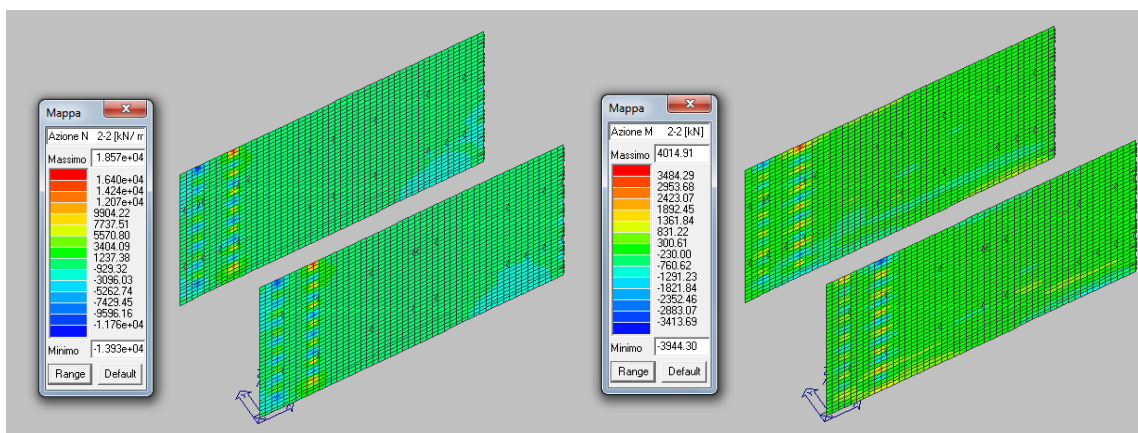 Mappa
Azione N 2-2 [kN/ m
Massimo 1.857e+04
1.640e+04
1.424e+04
1.207e+04
9904.22
7737.51
5570.80
3404.09
1237.38
-929.32
-3096.03
-5262.74
-7429.45
-9596.16
-1.176e+04
Minimo -1.393e+04
Range Default
Mappa
Azione M 2-2 [kN]
Massimo 4014.91
3484.29
2953.68
2423.07
1892.45
1361.84
831.22
300.61
-230.00
-760.62
-1291.23
-1821.84
-2352.46
-2883.07
-3413.69
Minimo -3944.30
Range Default